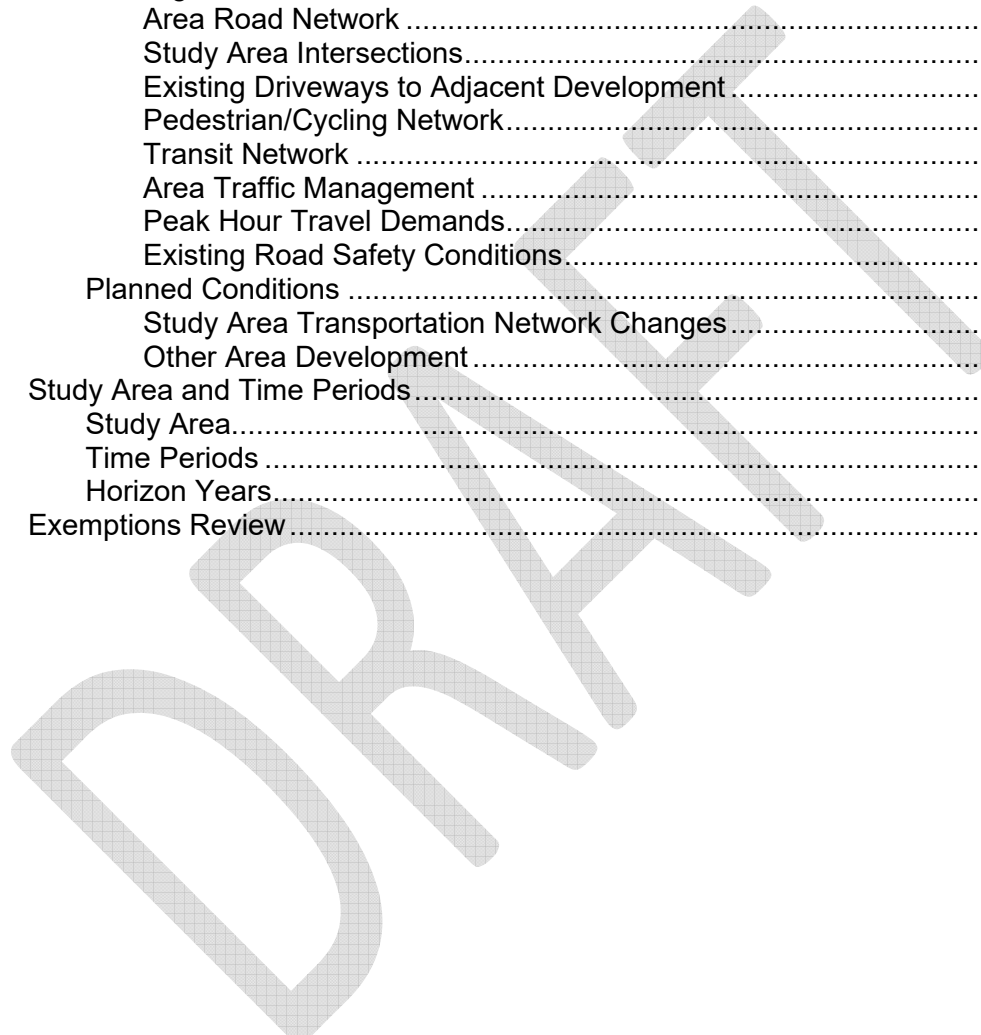 Area Road Network
Study Area Intersections
Existing Driveways to Adjacent Development
Pedestrian/Cycling Network
Transit Network
Area Traffic Management
Peak Hour Travel Demands
Existing Road Safety Conditions
Planned Conditions
Study Area Transportation Network Changes
Other Area Development
Study Area and Time Periods
Study Area
Time Periods
Horizon Years
Exemptions Review
DRAFT